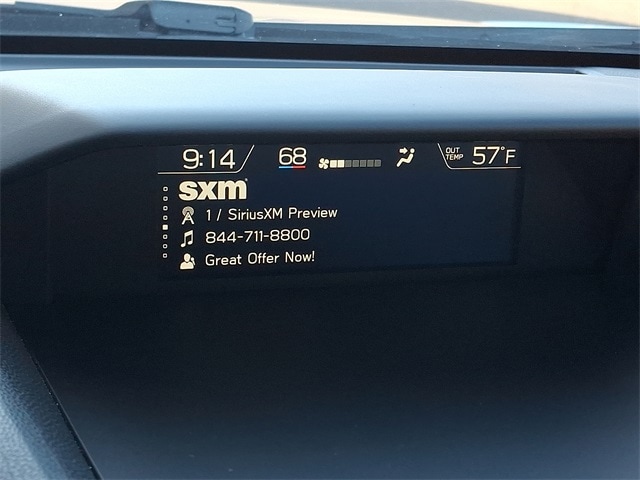 9:14 68 OUT TEMP 57°F
sxm
1 / SiriusXM Preview
844-711-8800
Great Offer Now!